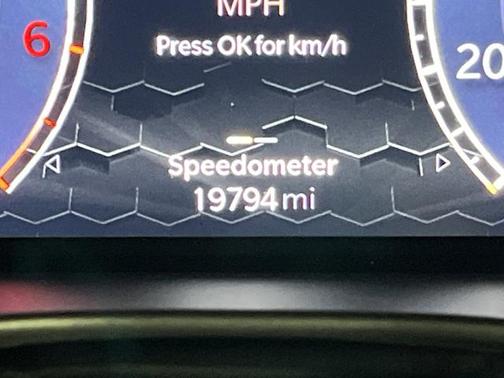 MPH
6
Press OK for km/h
20
Speedometer
19794 mi